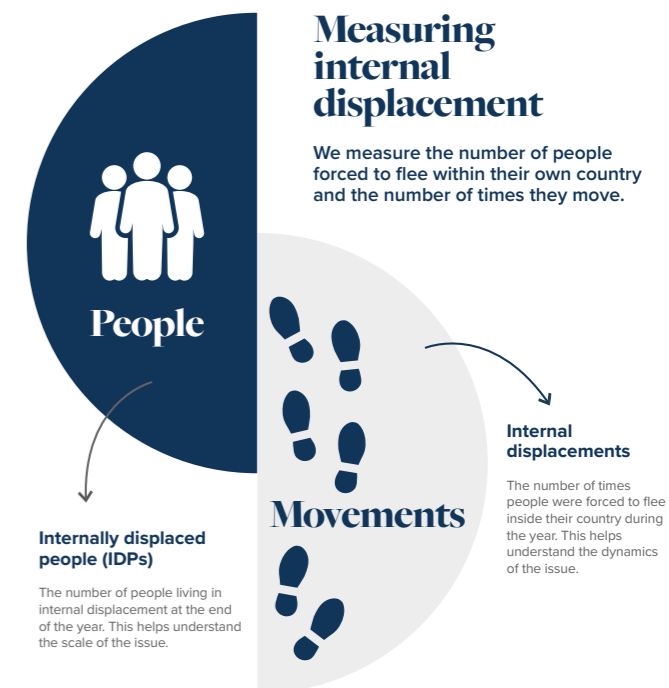 Measuring
internal
displacement
We measure the number of people
forced to flee within their own country
and the number of times they move.
People
Movements
Internal
displacements
The number of times
people were forced to flee
inside their country during
the year. This helps
understand the dynamics
of the issue.
Internally displaced
people (IDPs)
The number of people living in
internal displacement at the end
of the year. This helps understand
the scale of the issue.